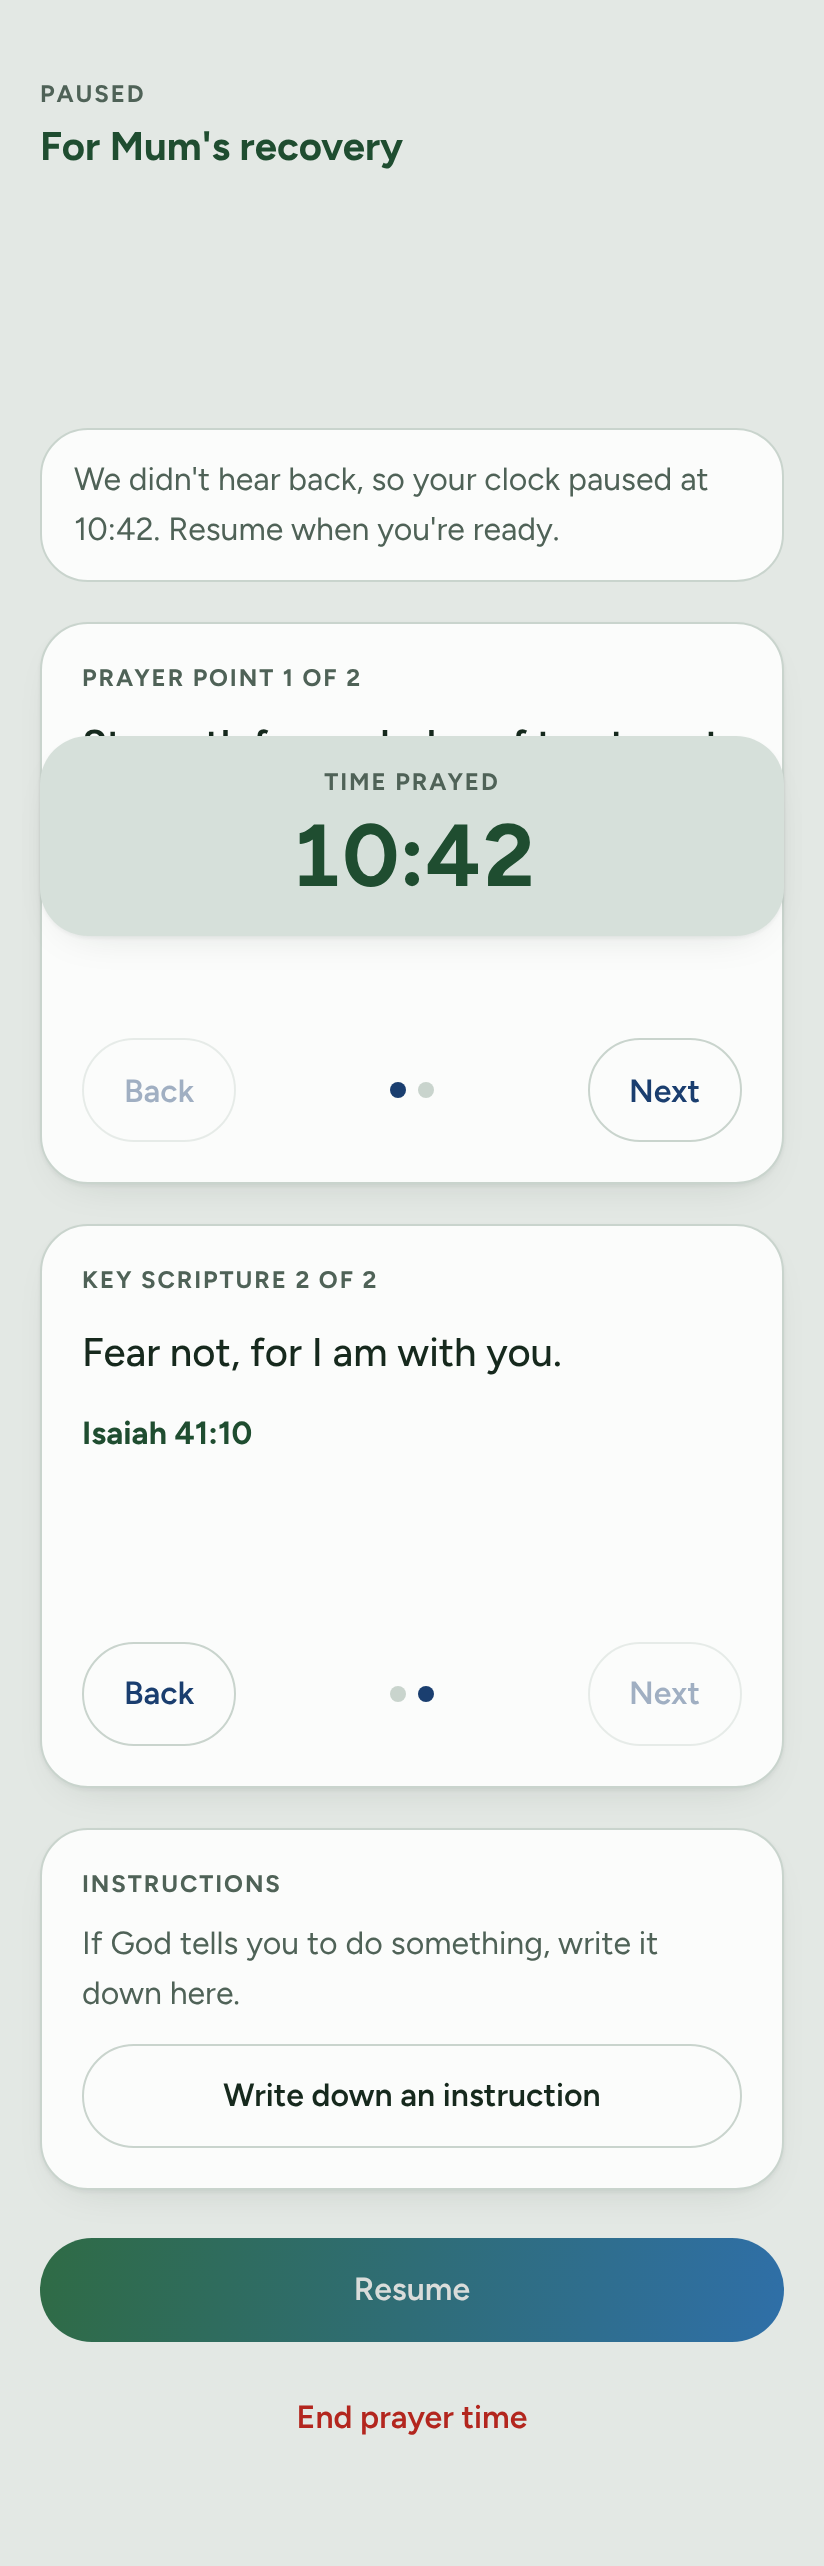 PAUSED
For Mum's recovery
We didn't hear back, so your clock paused at
10:42. Resume when you're ready.
PRAYER POINT 1 OF 2
TIME PRAYED
10:42
Back
Next
KEY SCRIPTURE 2 OF 2
Fear not, for I am with you.
Isaiah 41:10
Back
Next
INSTRUCTIONS
If God tells you to do something, write it
down here.
Write down an instruction
Resume
End prayer time